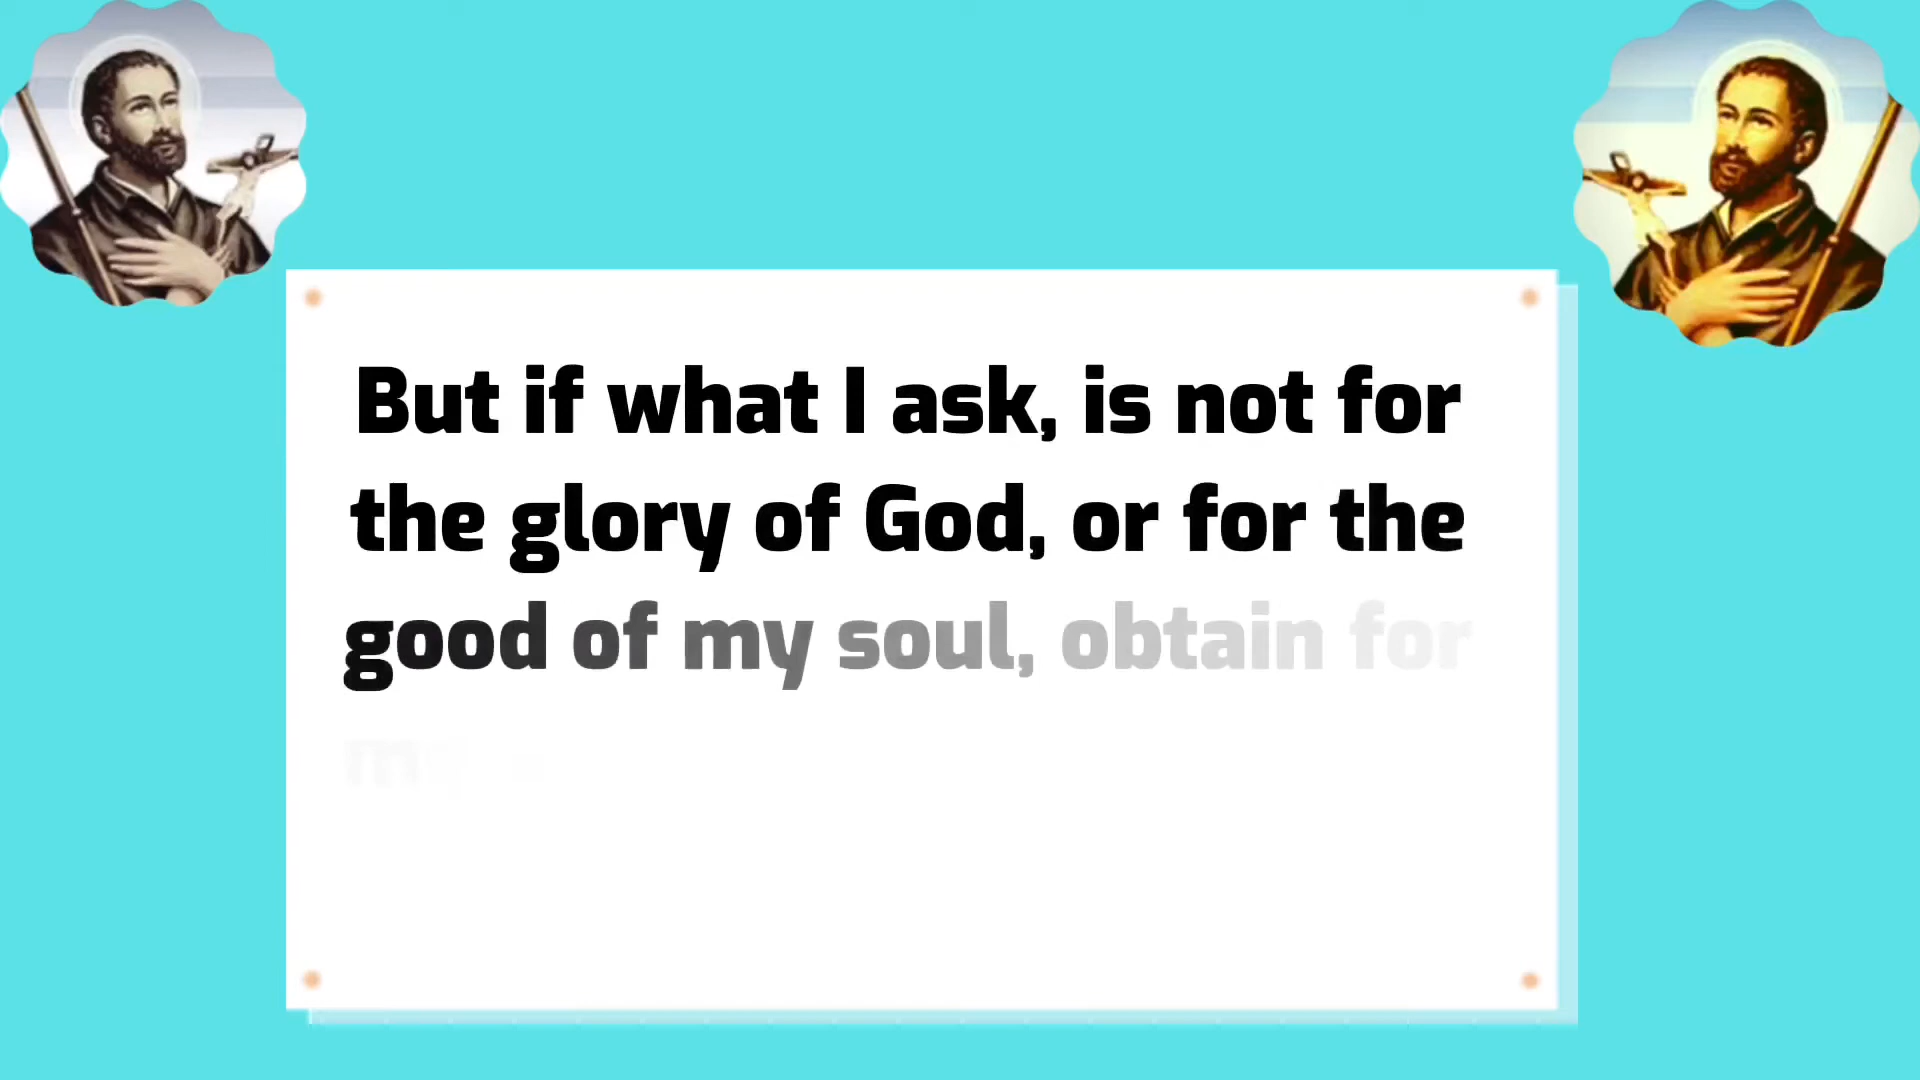 But if what I ask, is not for
the glory of God, or for the
good of my soul, obtain for
my